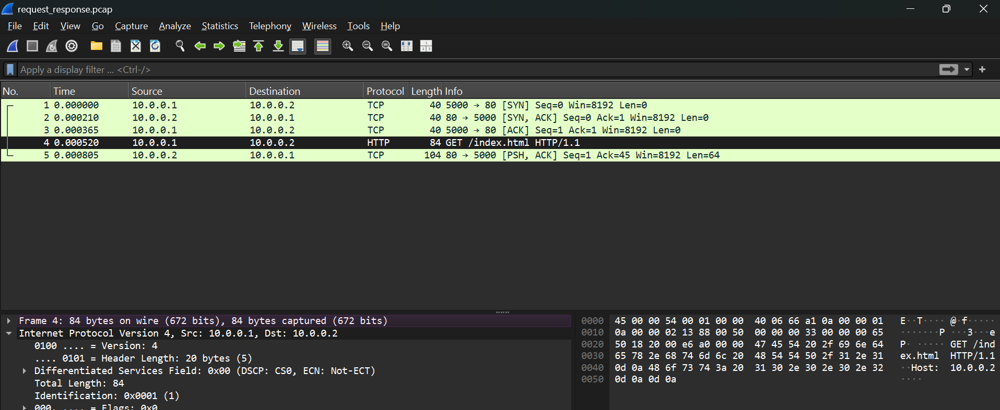 request_response.pcap
File Edit View Go Capture Analyze Statistics Telephony Wireless Tools Help
Apply a display filter ... <Ctrl-/>
No. Time Source Destination Protocol Length Info
1 0.000000 10.0.0.1 10.0.0.2 TCP 40 5000 → 80 [SYN] Seq=0 Win=8192 Len=0
2 0.000210 10.0.0.2 10.0.0.1 TCP 40 80 → 5000 [SYN, ACK] Seq=0 Ack=1 Win=8192 Len=0
3 0.000365 10.0.0.1 10.0.0.2 TCP 40 5000 → 80 [ACK] Seq=1 Ack=1 Win=8192 Len=0
4 0.000520 10.0.0.1 10.0.0.2 HTTP 84 GET /index.html HTTP/1.1
5 0.000805 10.0.0.2 10.0.0.1 TCP 104 80 → 5000 [PSH, ACK] Seq=1 Ack=45 Win=8192 Len=64
Frame 4: 84 bytes on wire (672 bits), 84 bytes captured (672 bits)
Internet Protocol Version 4, Src: 10.0.0.1, Dst: 10.0.0.2
0100 .... = Version: 4
.... 0101 = Header Length: 20 bytes (5)
Differentiated Services Field: 0x00 (DSCP: CS0, ECN: Not-ECT)
Total Length: 84
Identification: 0x0001 (1)
000. .... = Flags: 0x0
0000 45 00 00 54 00 01 00 00 40 06 66 a1 0a 00 00 01 E··T····@·f·····
0010 0a 00 00 02 13 88 00 50 00 00 00 33 00 00 00 65 ·······P···3···e
0020 50 18 20 00 e6 a0 00 00 47 45 54 20 2f 69 6e 64 P· ·····GET /ind
0030 65 78 2e 68 74 6d 6c 20 48 54 54 50 2f 31 2e 31 ex.html HTTP/1.1
0040 0d 0a 48 6f 73 74 3a 20 31 30 2e 30 2e 30 2e 32 ··Host: 10.0.0.2
0050 0d 0a 0d 0a ····